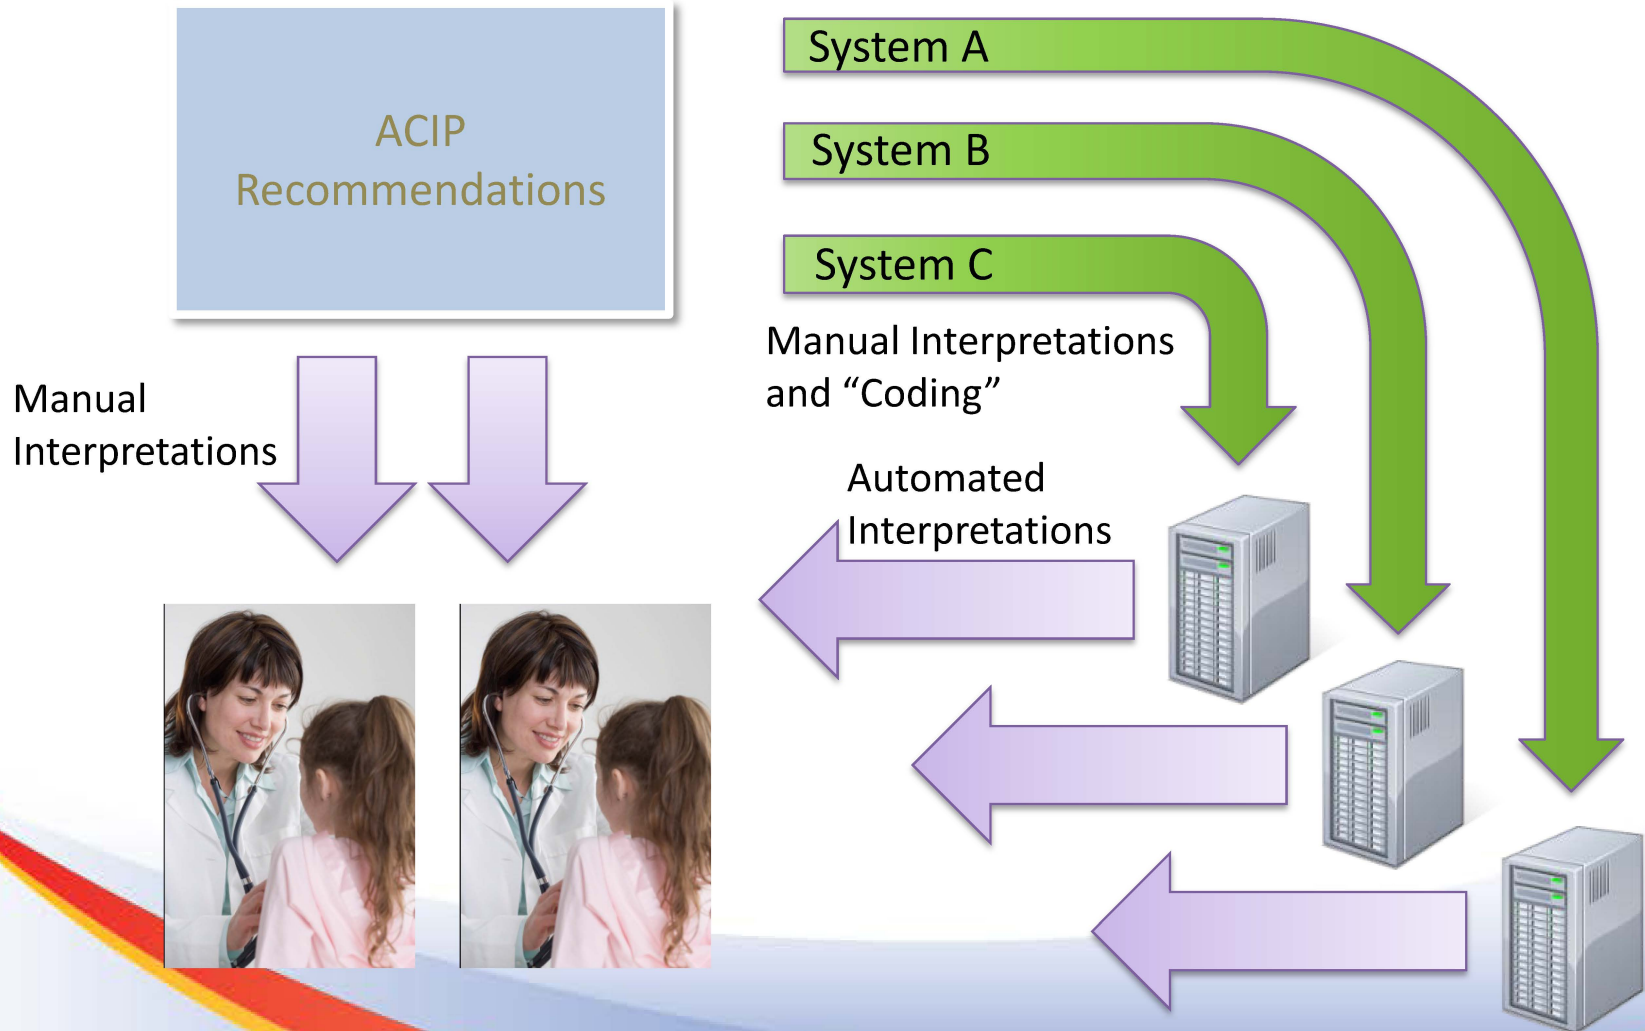 ACIP
Recommendations
System A
System B
System C
Manual Interpretations
and “Coding”
Manual
Interpretations
Automated
Interpretations